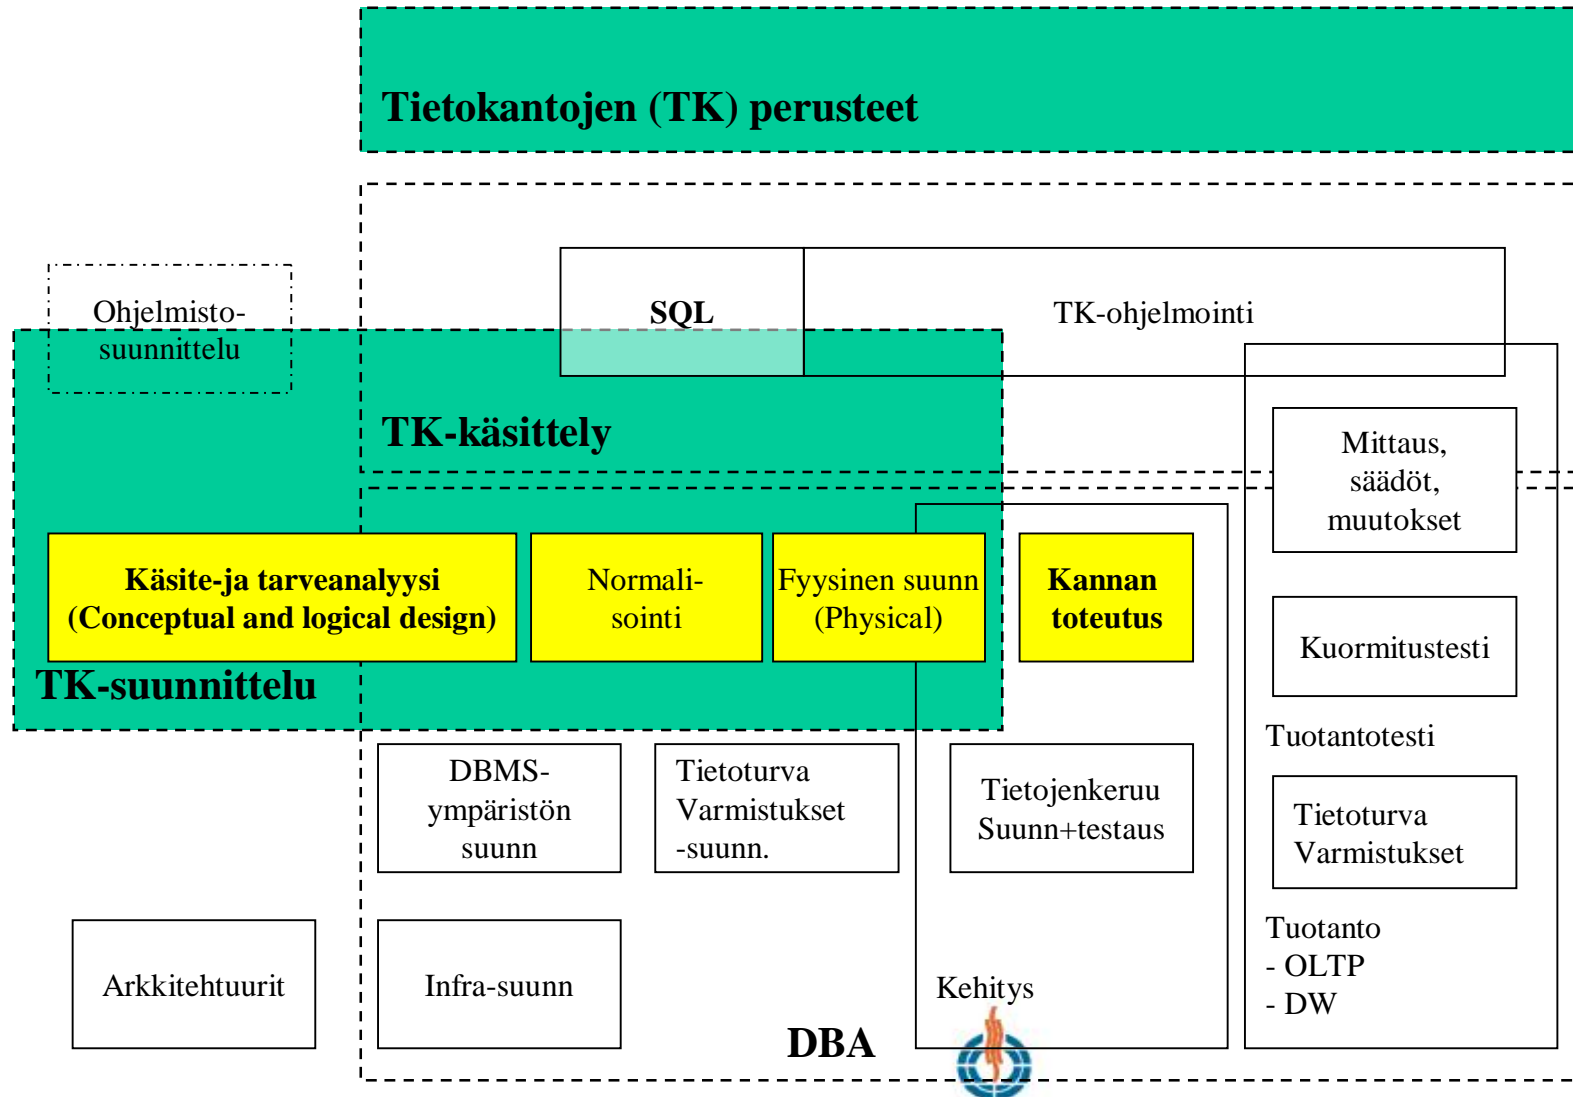 Tietokantojen (TK) perusteet
Ohjelmisto-
suunnittelu
SQL
TK-ohjelmointi
TK-käsittely
Mittaus,
säädöt,
muutokset
Käsite-ja tarveanalyysi
(Conceptual and logical design)
Normali-
sointi
Fyysinen suunn
(Physical)
Kannan
toteutus
Kuormitustesti
TK-suunnittelu
Tuotantotesti
DBMS-
ympäristön
suunn
Tietoturva
Varmistukset
-suunn.
Tietojenkeruu
Suunn+testaus
Tietoturva
Varmistukset
Arkkitehtuurit
Infra-suunn
Kehitys
Tuotanto
- OLTP
- DW
DBA